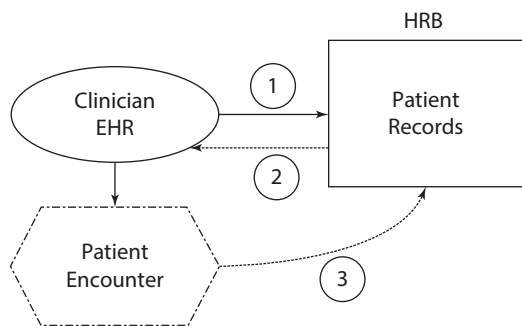 HRB
Clinician
EHR
1
Patient
Records
2
Patient
Encounter
3